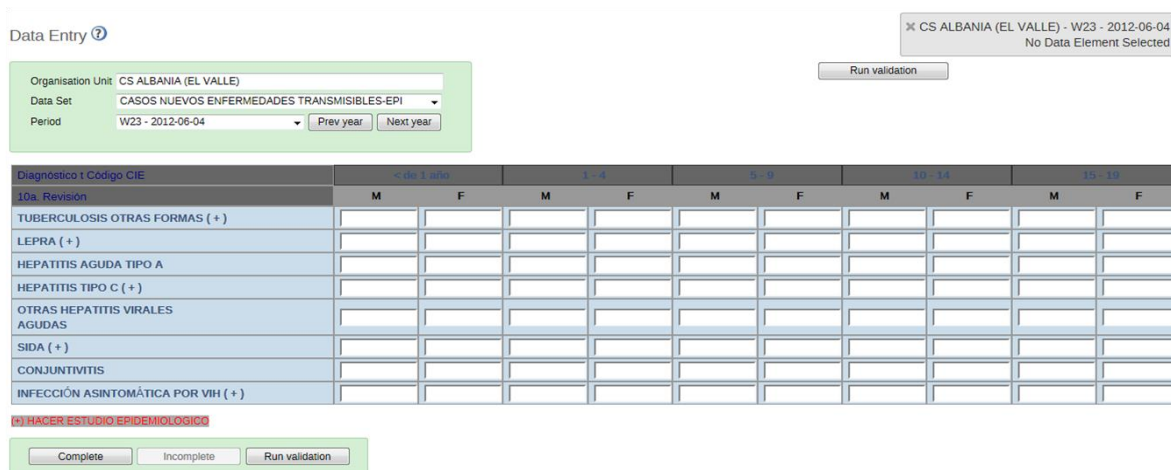 Data Entry ?
✖ CS ALBANIA (EL VALLE) - W23 - 2012-06-04
No Data Element Selected
Run validation
Organisation Unit CS ALBANIA (EL VALLE)
Data Set CASOS NUEVOS ENFERMEDADES TRANSMISIBLES-EPI
Period W23 - 2012-06-04 Prev year Next year
Diagnóstico t Código CIE < de 1 año 1 - 4 5 - 9 10 - 14 15 - 19
10a. Revisión M F M F M F M F M F
TUBERCULOSIS OTRAS FORMAS ( + )
LEPRA ( + )
HEPATITIS AGUDA TIPO A
HEPATITIS TIPO C ( + )
OTRAS HEPATITIS VIRALES
AGUDAS
SIDA ( + )
CONJUNTIVITIS
INFECCIÓN ASINTOMÁTICA POR VIH ( + )
(+) HACER ESTUDIO EPIDEMIOLOGICO
Complete Incomplete Run validation